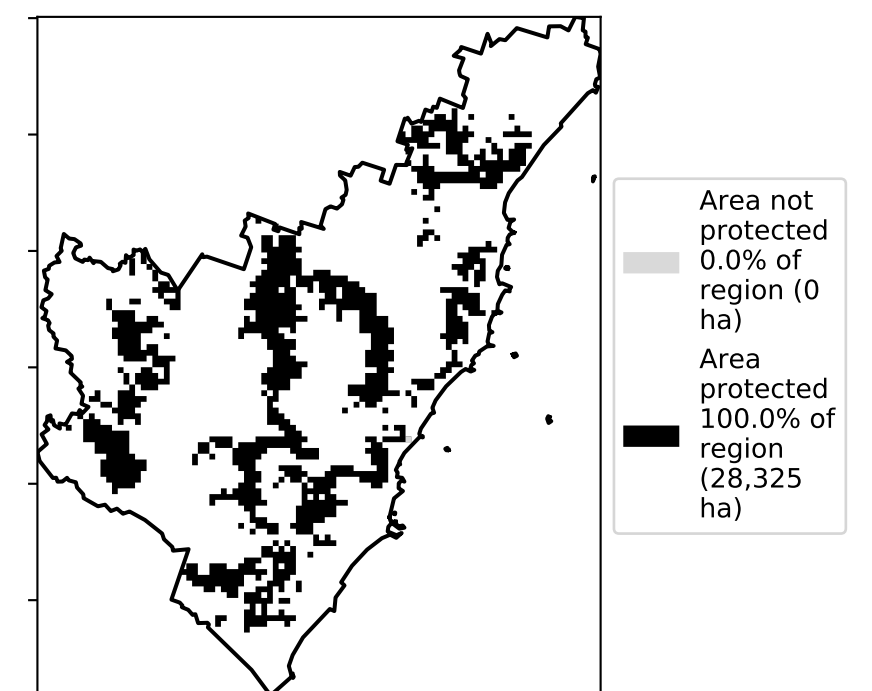 Area not
protected
0.0% of
region (0
ha)
Area
protected
100.0% of
region
(28,325
ha)